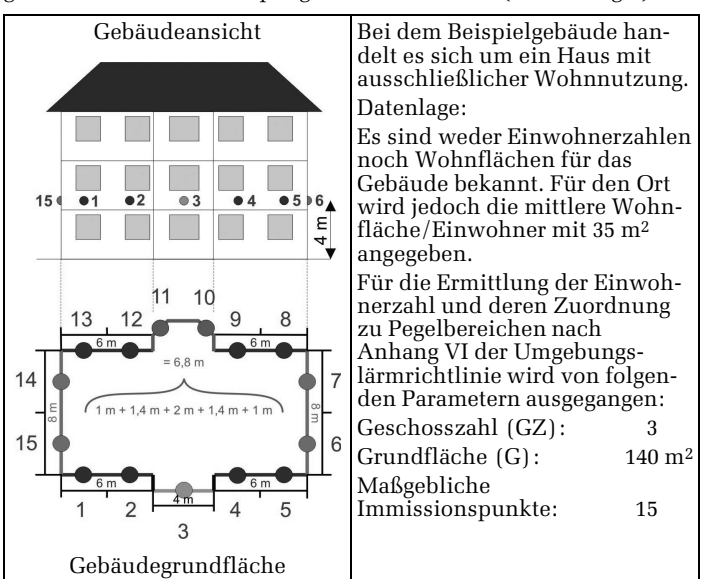 Gebäudeansicht
15 1 2 3 4 5 6
4 m
11 10
13 12 9 8
6 m 6 m
= 6,8 m
14 7
1 m + 1,4 m + 2 m + 1,4 m + 1 m
8 m 8 m
15 6
6 m 4 m 6 m
1 2 3 4 5
Gebäudegrundfläche
Bei dem Beispielgebäude han-
delt es sich um ein Haus mit
ausschließlicher Wohnnutzung.
Datenlage:
Es sind weder Einwohnerzahlen
noch Wohnflächen für das
Gebäude bekannt. Für den Ort
wird jedoch die mittlere Wohn-
fläche/Einwohner mit 35 m²
angegeben.
Für die Ermittlung der Einwoh-
nerzahl und deren Zuordnung
zu Pegelbereichen nach
Anhang VI der Umgebungs-
lärmrichtlinie wird von folgen-
den Parametern ausgegangen:
Geschosszahl (GZ): 3
Grundfläche (G): 140 m²
Maßgebliche
Immissionspunkte: 15